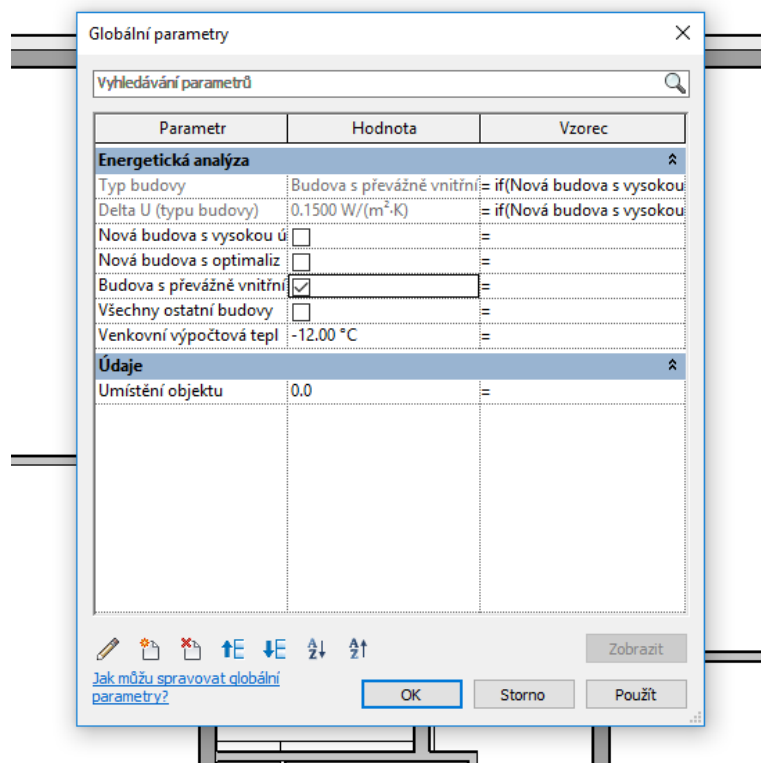 Globální parametry
Vyhledávání parametrů
Parametr Hodnota Vzorec
Energetická analýza
Typ budovy Budova s převážně vnitřní = if(Nová budova s vysokou
Delta U (typu budovy) 0.1500 W/(m²·K) = if(Nová budova s vysokou
Nová budova s vysokou ú =
Nová budova s optimaliz =
Budova s převážně vnitřní =
Všechny ostatní budovy =
Venkovní výpočtová tepl -12.00 °C =
Údaje
Umístění objektu 0.0 =
Zobrazit
Jak můžu spravovat globální
parametry?
OK Storno Použít